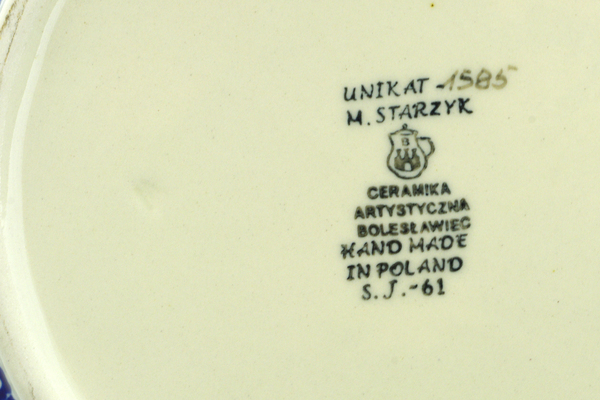 UNIKAT -1585
M. STARZYK
B
CERAMIKA
ARTYSTYCZNA
BOLESŁAWIEC
HAND MADE
IN POLAND
S.J.-61